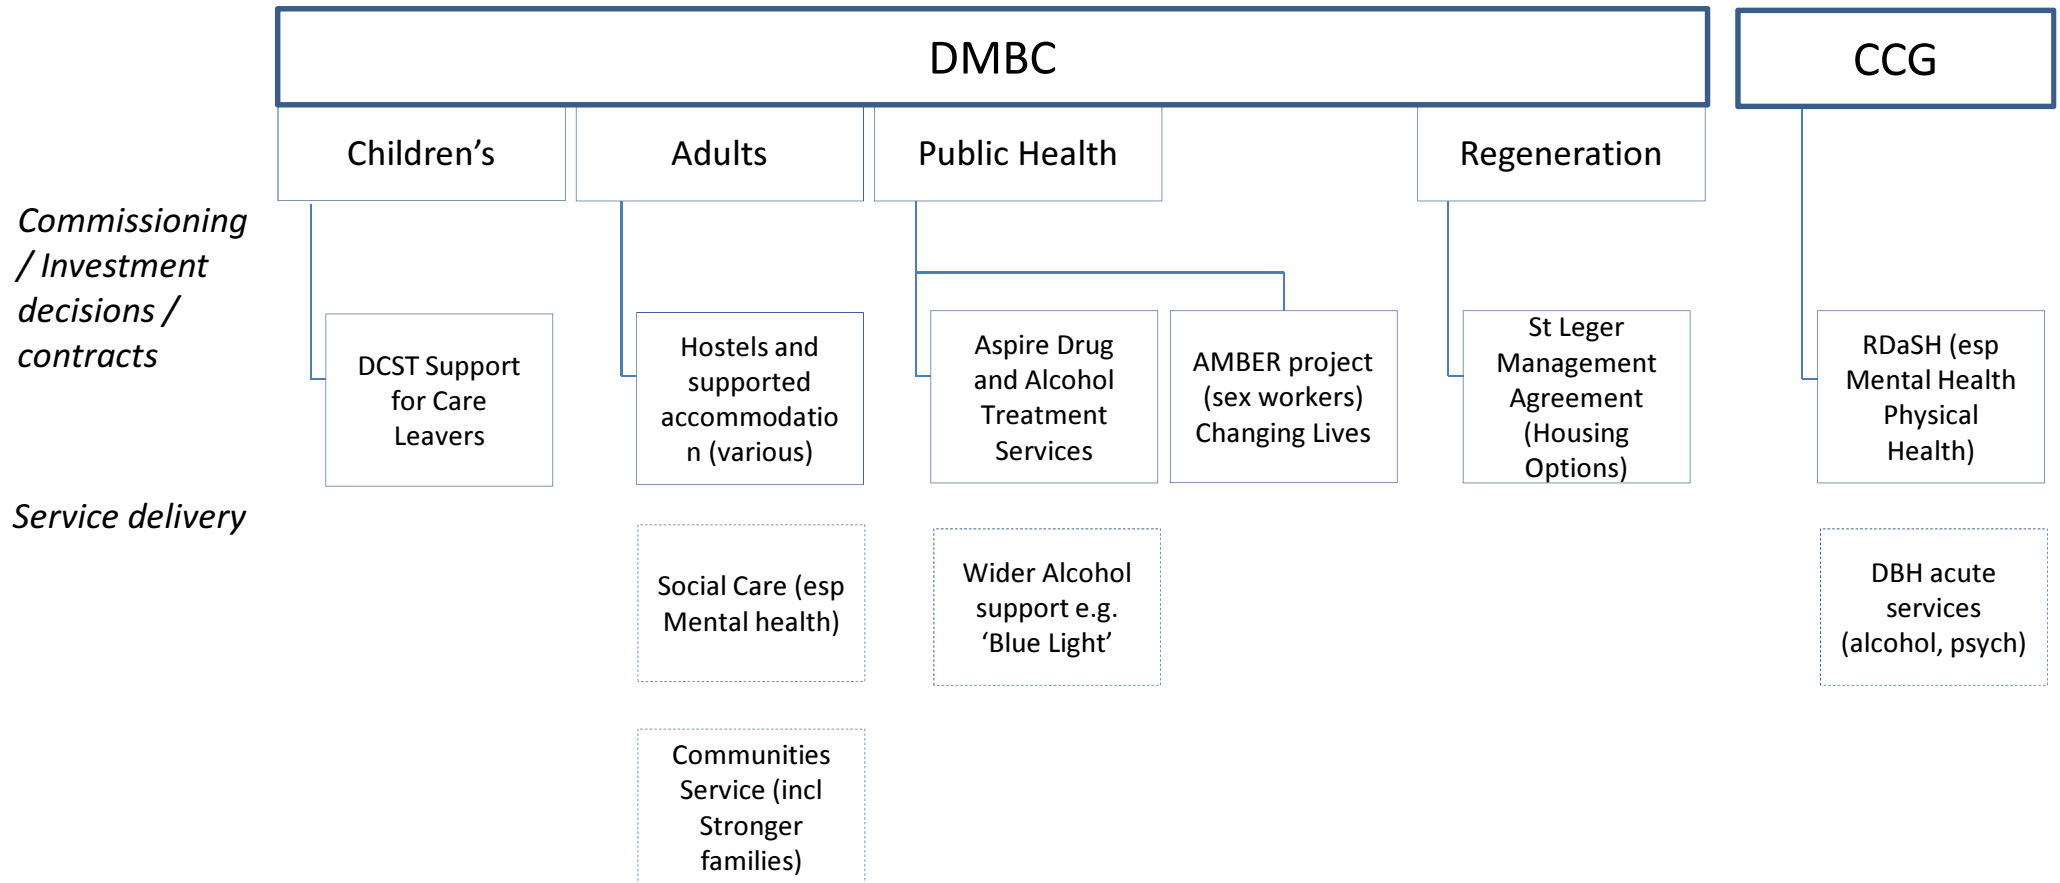 DMBC
CCG
Children’s
Adults
Public Health
Regeneration
Commissioning
/ Investment
decisions /
contracts
DCST Support
for Care
Leavers
Hostels and
supported
accommodatio
n (various)
Aspire Drug
and Alcohol
Treatment
Services
AMBER project
(sex workers)
Changing Lives
St Leger
Management
Agreement
(Housing
Options)
RDaSH (esp
Mental Health
Physical
Health)
Service delivery
Social Care (esp
Mental health)
Wider Alcohol
support e.g.
‘Blue Light’
DBH acute
services
(alcohol, psych)
Communities
Service (incl
Stronger
families)